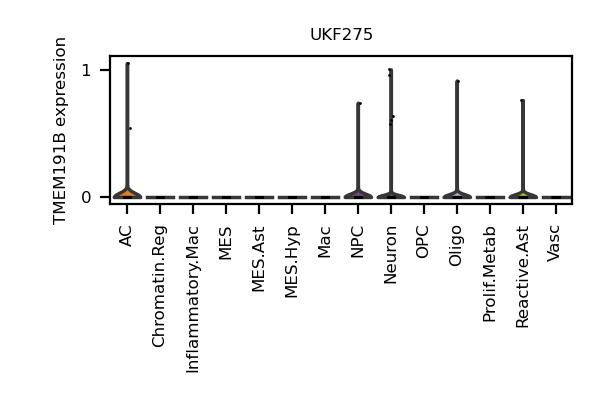 UKF275
TMEM191B expression
1
0
AC
Chromatin.Reg
Inflammatory.Mac
MES
MES.Ast
MES.Hyp
Mac
NPC
Neuron
OPC
Oligo
Prolif.Metab
Reactive.Ast
Vasc